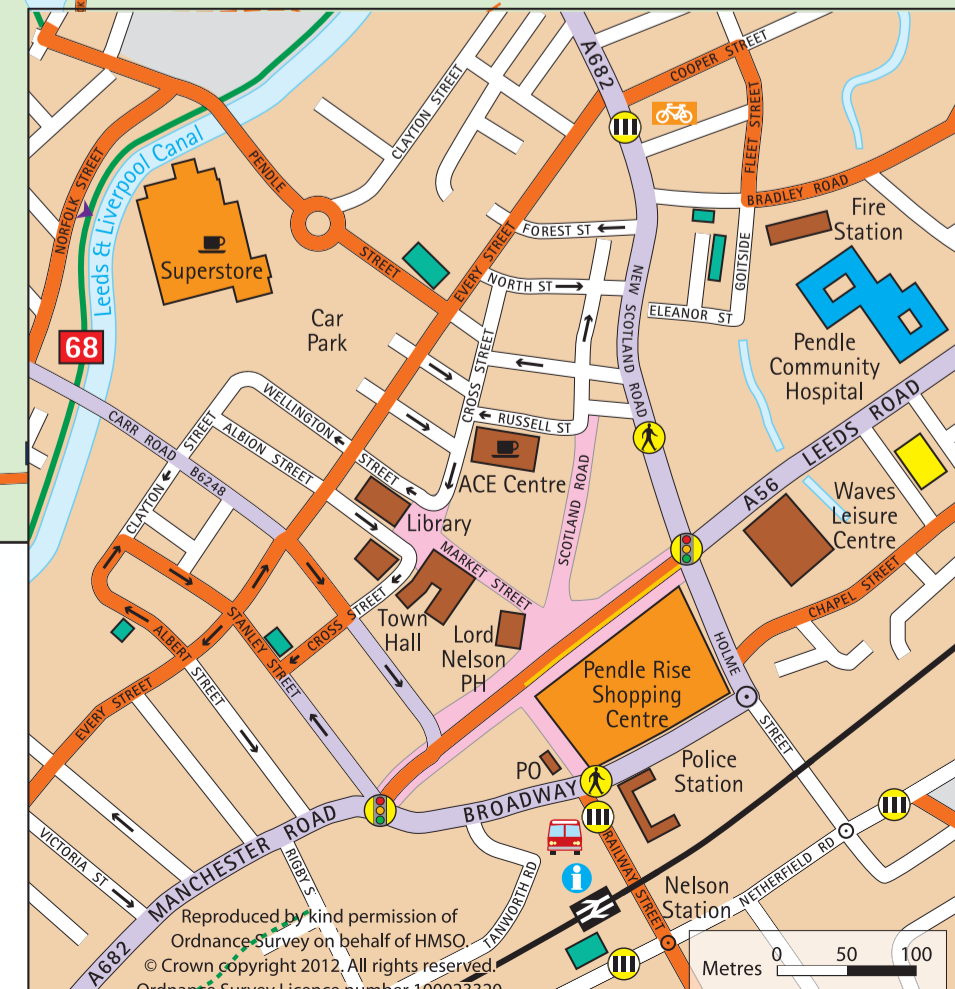 A682
COOPER STREET
CLAYTON STREET
FLEET STREET
Leeds & Liverpool Canal
NORFOLK STREET
PENDLE
STREET
BRADLEY ROAD
Fire
Station
FOREST ST
EVERY STREET
GOITSIDE
Superstore
NORTH ST
NEW SCOTLAND ROAD
ELEANOR ST
Car
Park
68
CROSS STREET
Pendle
Community
Hospital
WELLINGTON
STREET
CARR ROAD B6248
ALBION STREET
CLAYTON STREET
RUSSELL ST
ACE Centre
SCOTLAND ROAD
A56 LEEDS ROAD
Waves
Leisure
Centre
Library
MARKET STREET
CHAPEL STREET
Town
Hall
CROSS STREET
Lord
Nelson
PH
STANLEY STREET
ALBERT STREET
EVERY STREET
HOLME
STREET
Pendle Rise
Shopping
Centre
PO
Police
Station
BROADWAY
A682 MANCHESTER ROAD
VICTORIA ST
RIGBY S
TANWORTH RD
RAILWAY STREET
NETHERFIELD RD
i
Nelson
Station
Reproduced by kind permission of
Ordnance Survey on behalf of HMSO.
© Crown copyright 2012. All rights reserved.
Ordnance Survey Licence number 100023320
Metres 0 50 100